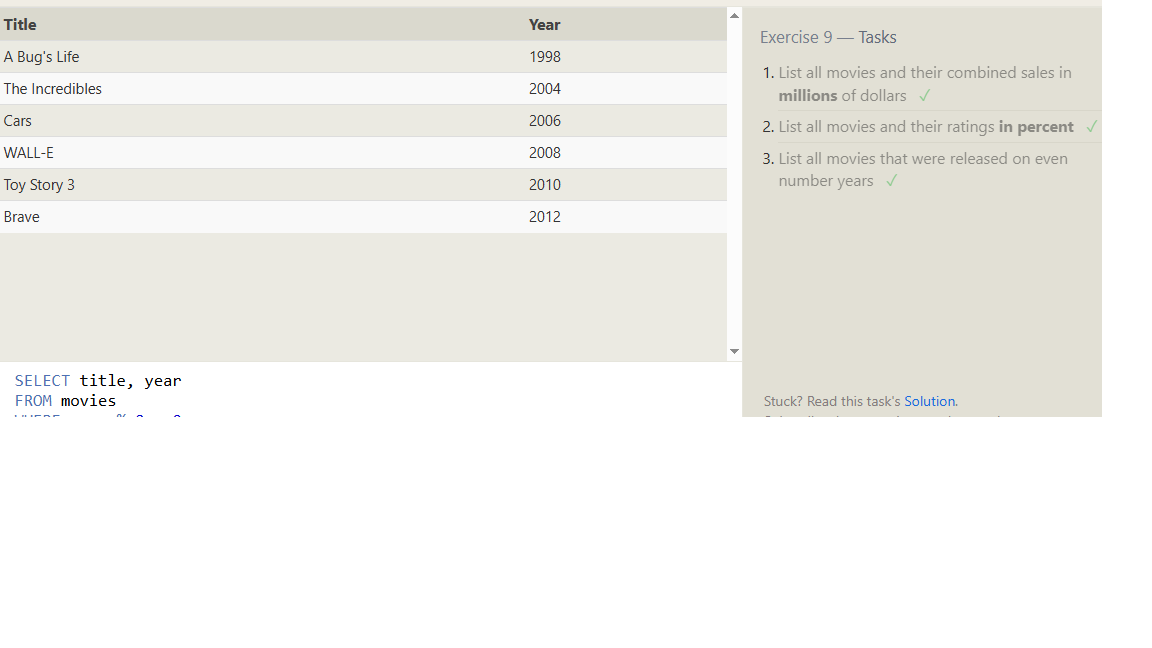 Title Year
A Bug's Life 1998
The Incredibles 2004
Cars 2006
WALL-E 2008
Toy Story 3 2010
Brave 2012
SELECT title, year
FROM movies
Exercise 9 — Tasks
1. List all movies and their combined sales in
millions of dollars ✓
2. List all movies and their ratings in percent ✓
3. List all movies that were released on even
number years ✓
Stuck? Read this task's Solution.